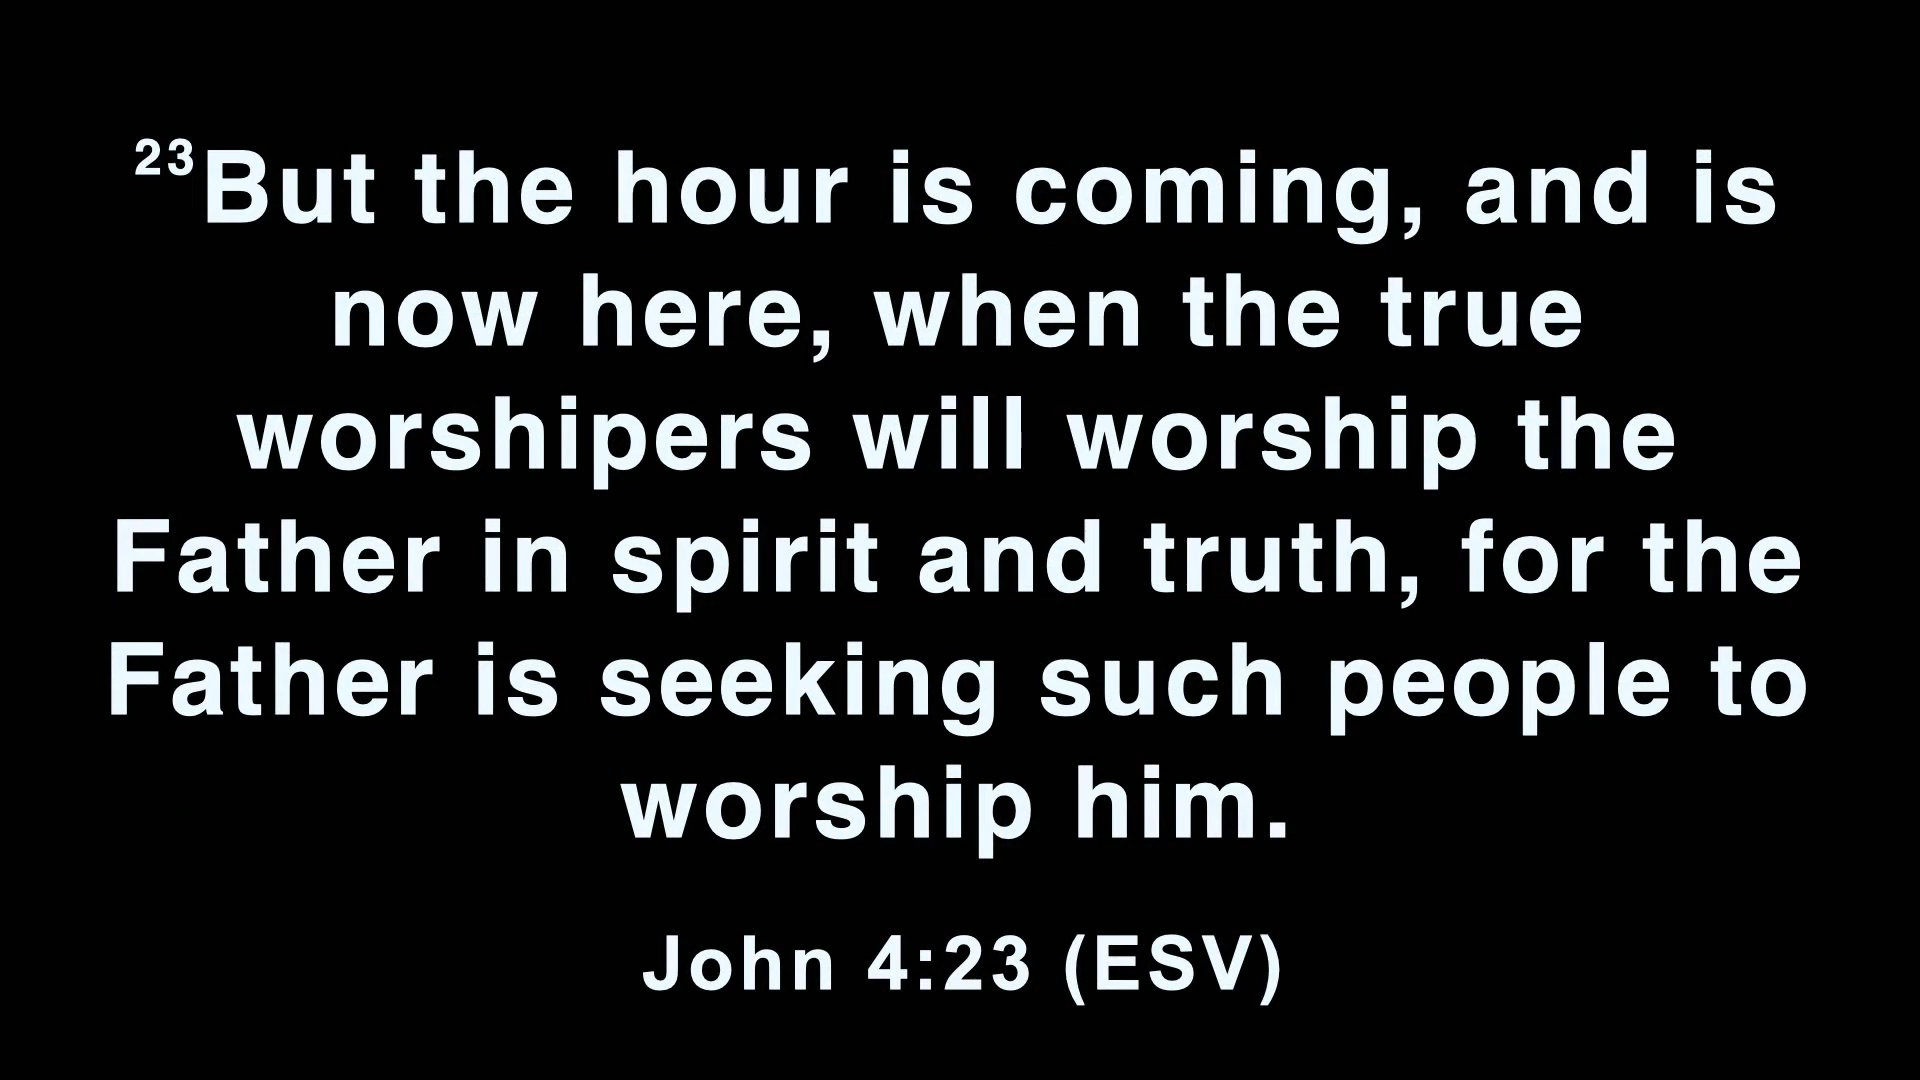 ²³But the hour is coming, and is
now here, when the true
worshipers will worship the
Father in spirit and truth, for the
Father is seeking such people to
worship him.
John 4:23 (ESV)